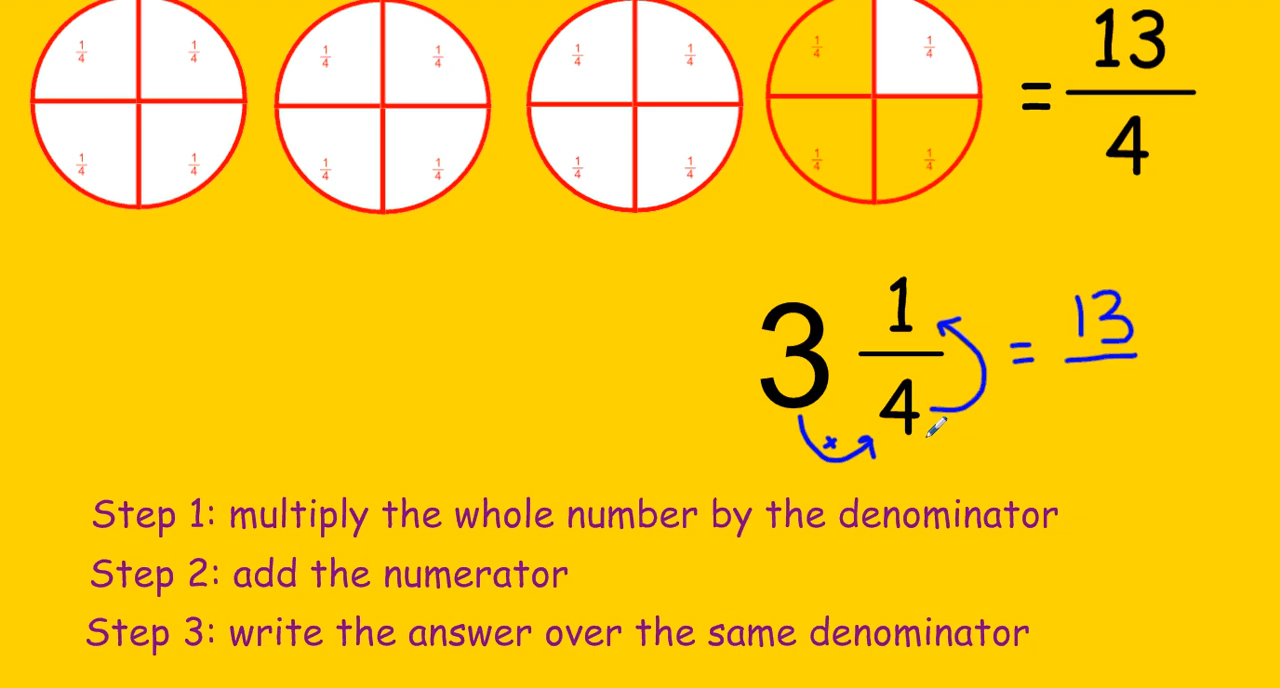 1/4 1/4 1/4 1/4 1/4 1/4 1/4 1/4
1/4 1/4 1/4 1/4 1/4 1/4 1/4 1/4
= 13/4
3 1/4 = 13
×
Step 1: multiply the whole number by the denominator
Step 2: add the numerator
Step 3: write the answer over the same denominator